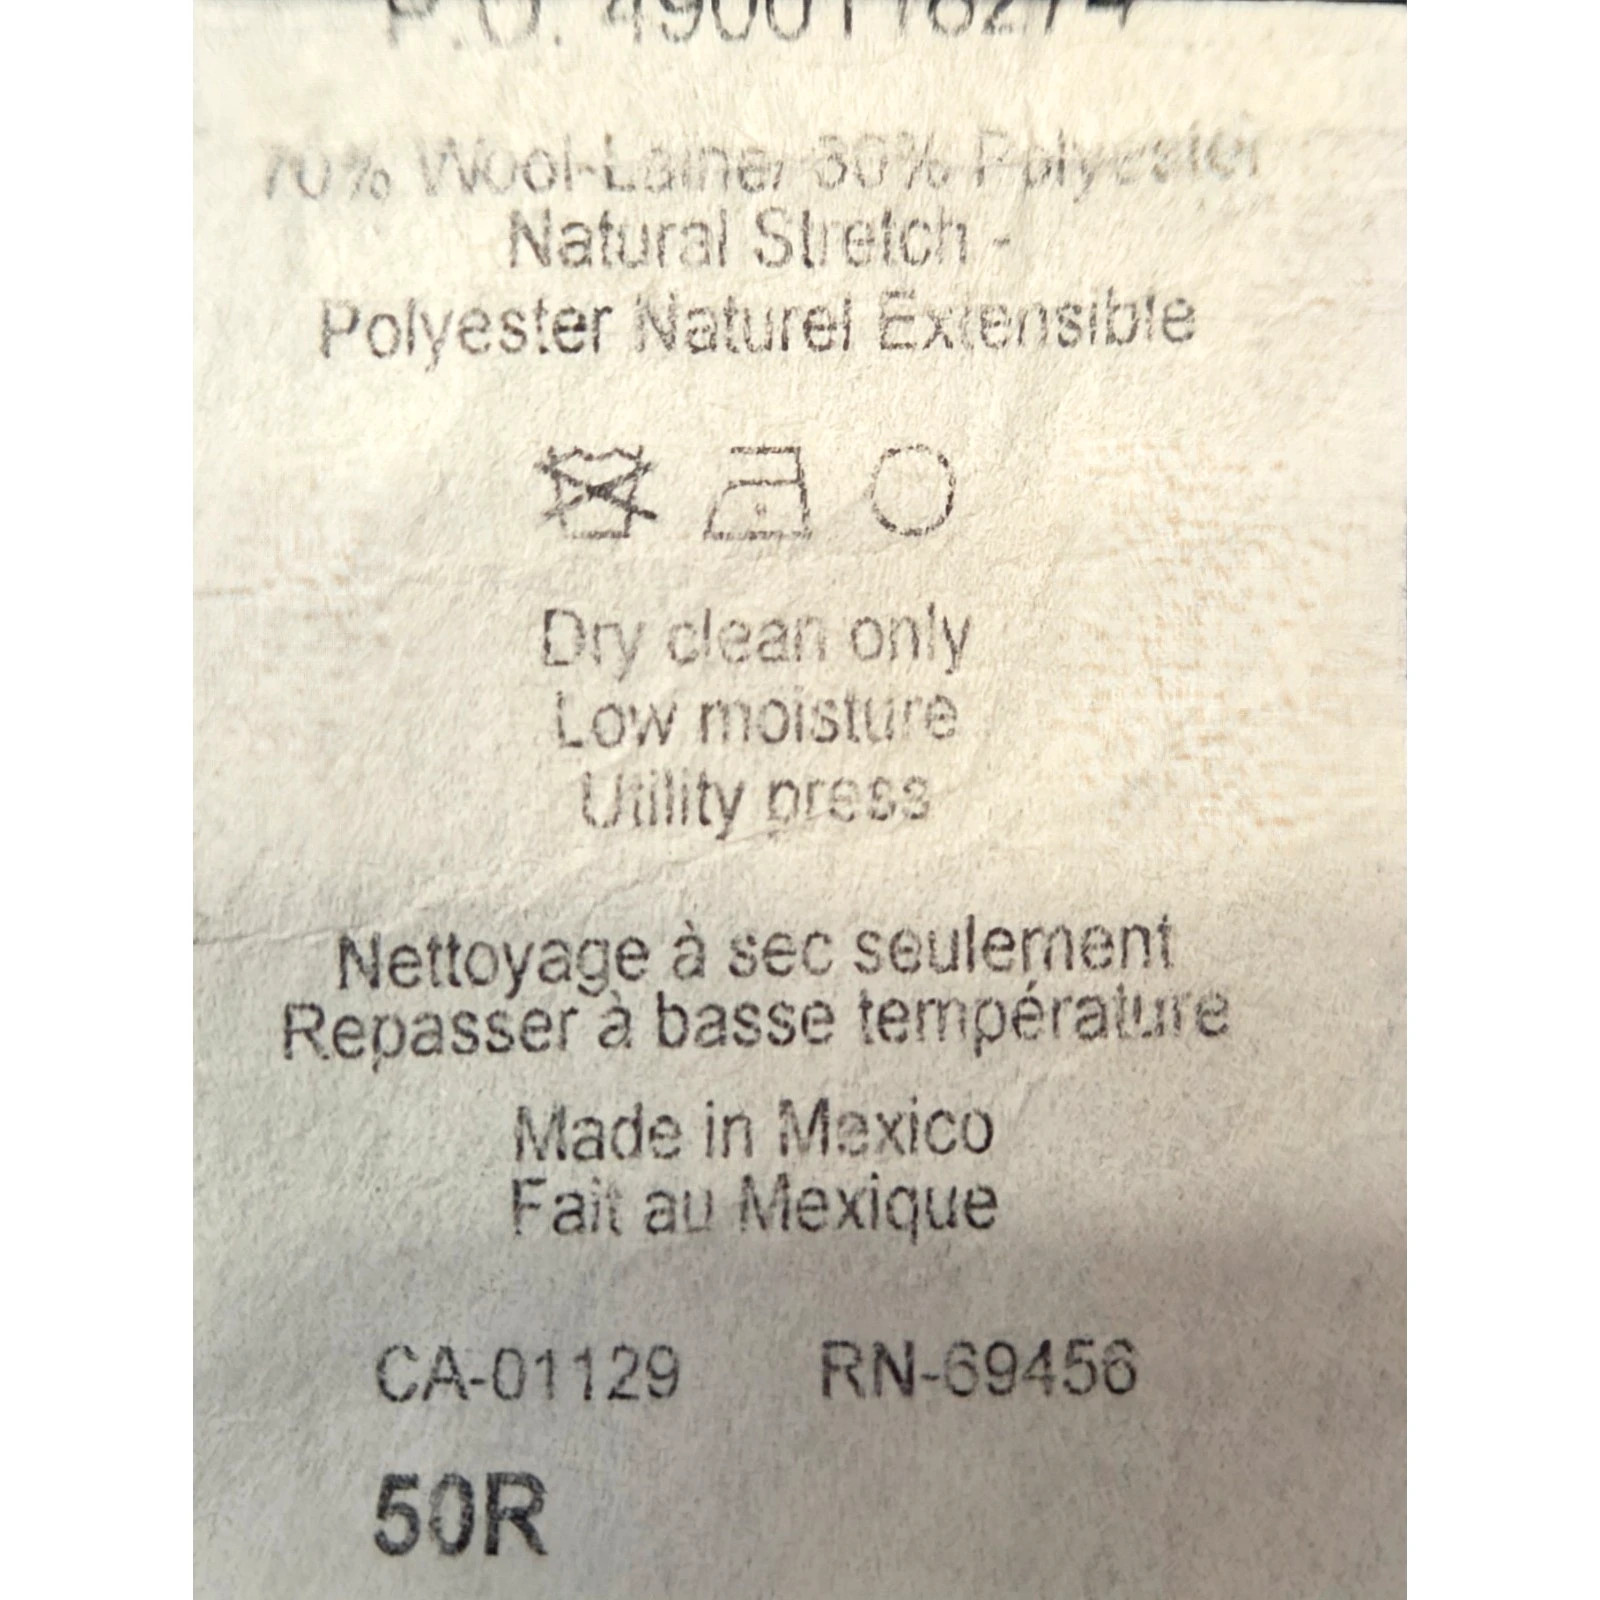 P.O.
70% Wool-Laine/ 30% Polyester
Natural Stretch -
Polyester Naturel Extensible
Dry clean only
Low moisture
Utility press
Nettoyage à sec seulement
Repasser à basse température
Made in Mexico
Fait au Mexique
CA-01129 RN-69456
50R